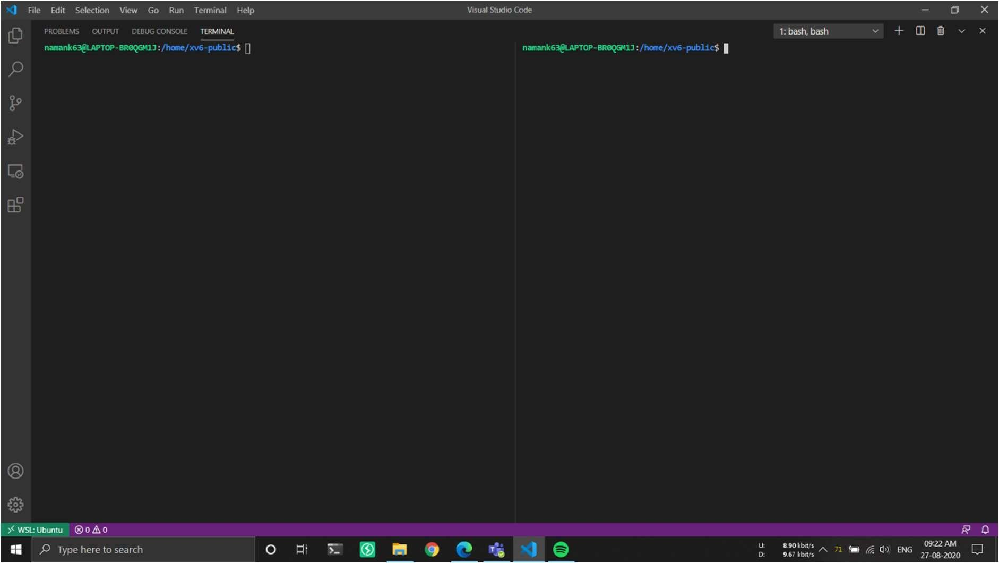 File Edit Selection View Go Run Terminal Help Visual Studio Code
PROBLEMS OUTPUT DEBUG CONSOLE TERMINAL 1: bash, bash
namank63@LAPTOP-BR0QGM1J:/home/xv6-public$
namank63@LAPTOP-BR0QGM1J:/home/xv6-public$
WSL: Ubuntu 0 0
Type here to search
U: 8.90 kbit/s
D: 9.67 kbit/s
71
ENG
09:22 AM
27-08-2020